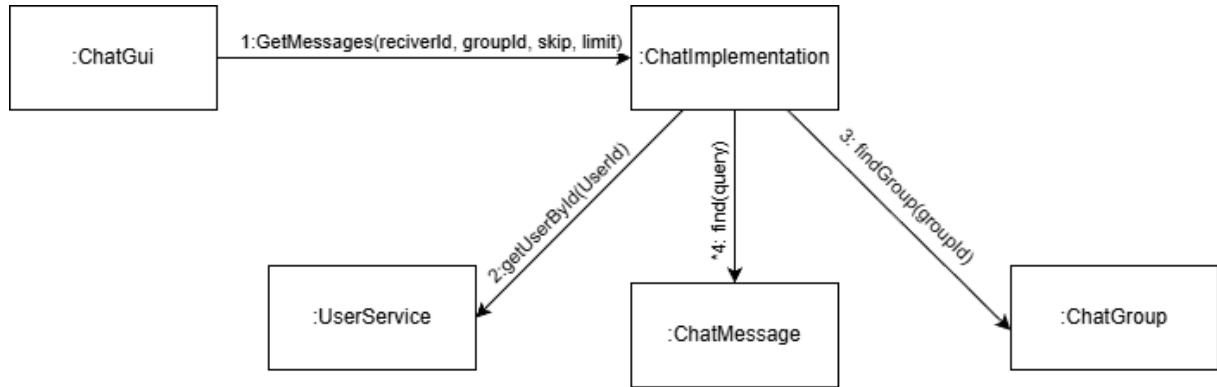 :ChatGui
1:GetMessages(reciverId, groupId, skip, limit)
:ChatImplementation
2:getUserById(UserId)
*4: find(query)
3: findGroup(groupId)
:UserService
:ChatMessage
:ChatGroup